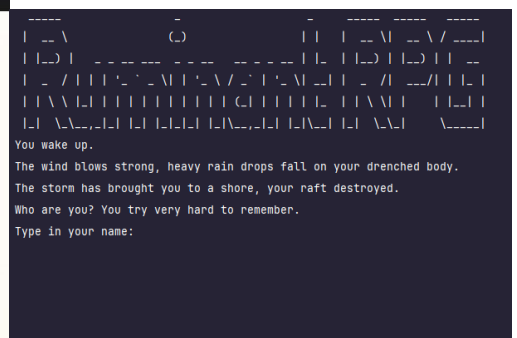 Ruminant RPG
You wake up.
The wind blows strong, heavy rain drops fall on your drenched body.
The storm has brought you to a shore, your raft destroyed.
Who are you? You try very hard to remember.
Type in your name: